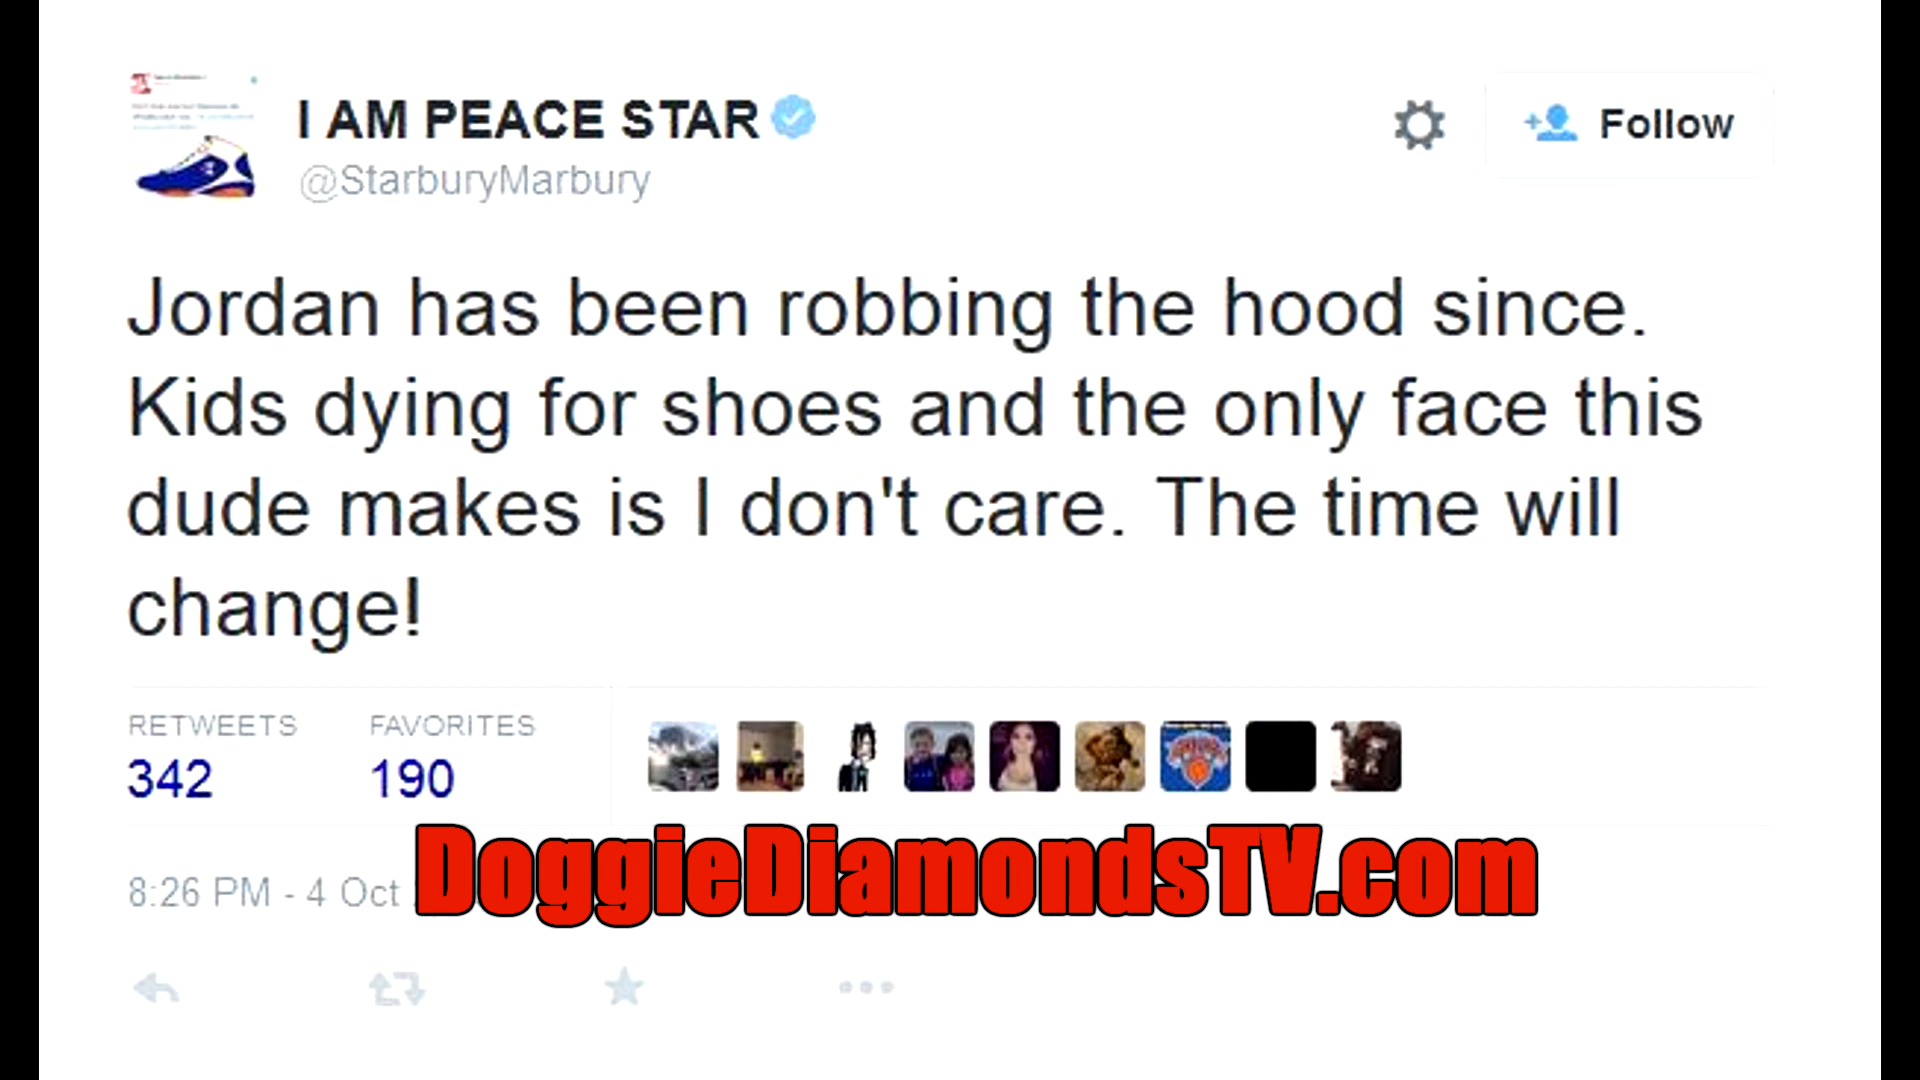 I AM PEACE STAR
@StarburyMarbury
Follow
Jordan has been robbing the hood since.
Kids dying for shoes and the only face this
dude makes is I don't care. The time will
change!
RETWEETS FAVORITES
342 190
8:26 PM - 4 Oct
DoggieDiamondsTV.com